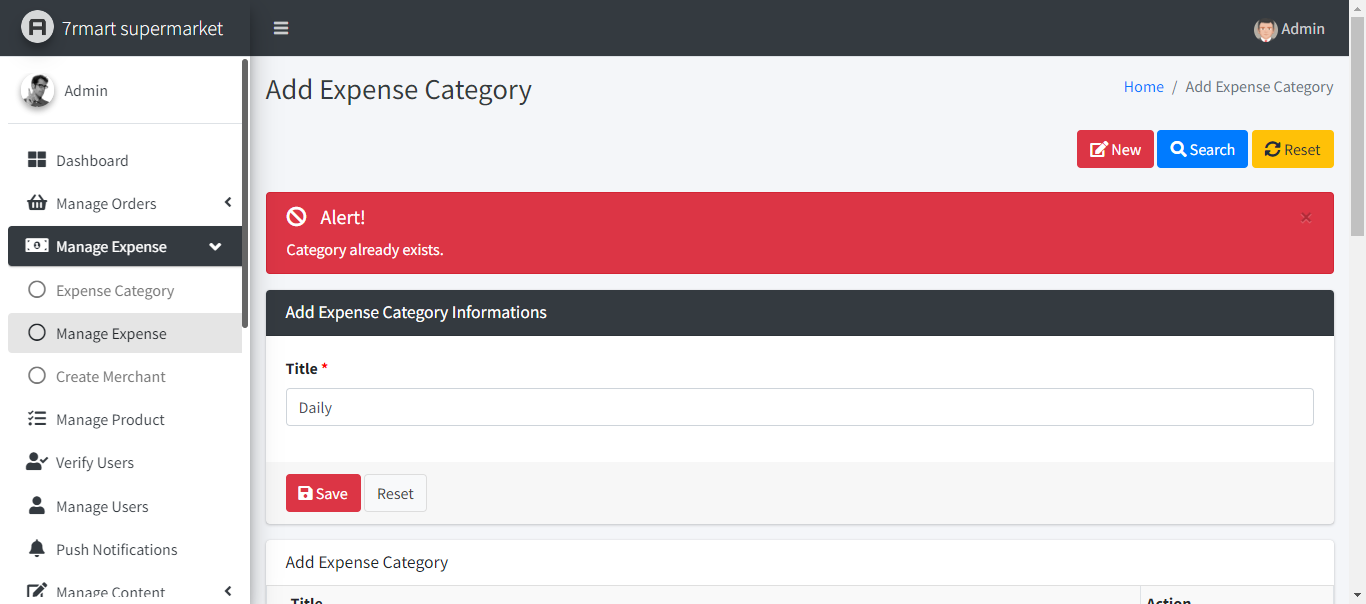 7rmart supermarket
Admin
Admin
Add Expense Category
Home / Add Expense Category
New Search Reset
Dashboard
Manage Orders
Manage Expense
Expense Category
Manage Expense
Create Merchant
Manage Product
Verify Users
Manage Users
Push Notifications
Manage Content
Alert!
×
Category already exists.
Add Expense Category Informations
Title *
Daily
Save Reset
Add Expense Category
Title Action